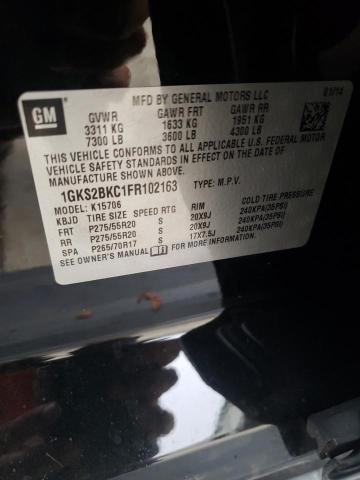 GM
MFD BY GENERAL MOTORS LLC 01/14
GVWR GAWR FRT GAWR RR
3311 KG 1633 KG 1951 KG
7300 LB 3600 LB 4300 LB
THIS VEHICLE CONFORMS TO ALL APPLICABLE U.S. FEDERAL MOTOR
VEHICLE SAFETY
STANDARDS IN EFFECT ON THE DATE OF MANUFACTURE SHOWN ABOVE.
1GKS2BKC1FR102163 TYPE: M.P.V.
MODEL: K15706
KBJD TIRE SIZE SPEED RTG RIM COLD TIRE PRESSURE
FRT P275/55R20 S 20X9J 240KPA(35PSI)
RR P275/55R20 S 20X9J 240KPA(35PSI)
SPA P265/70R17 S 17X7.5J 240KPA(35PSI)
SEE OWNER'S MANUAL FOR MORE INFORMATION.